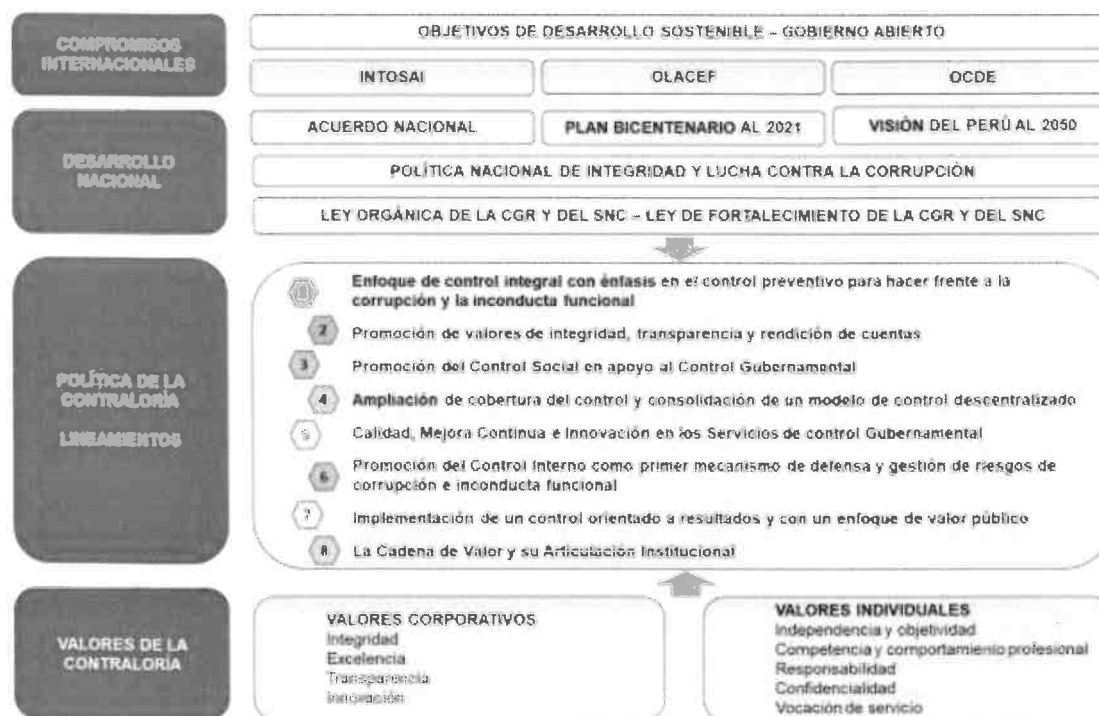 COMPROMISOS
INTERNACIONALES
OBJETIVOS DE DESARROLLO SOSTENIBLE – GOBIERNO ABIERTO
INTOSAI
OLACEF
OCDE
DESARROLLO
NACIONAL
ACUERDO NACIONAL
PLAN BICENTENARIO AL 2021
VISIÓN DEL PERÚ AL 2050
POLÍTICA NACIONAL DE INTEGRIDAD Y LUCHA CONTRA LA CORRUPCIÓN
LEY ORGÁNICA DE LA CGR Y DEL SNC – LEY DE FORTALECIMIENTO DE LA CGR Y DEL SNC
POLÍTICA DE LA
CONTRALORÍA
LINEAMIENTOS
1 Enfoque de control integral con énfasis en el control preventivo para hacer frente a la
corrupción y la inconducta funcional
2 Promoción de valores de integridad, transparencia y rendición de cuentas
3 Promoción del Control Social en apoyo al Control Gubernamental
4 Ampliación de cobertura del control y consolidación de un modelo de control descentralizado
5 Calidad, Mejora Continua e Innovación en los Servicios de control Gubernamental
6 Promoción del Control Interno como primer mecanismo de defensa y gestión de riesgos de
corrupción e inconducta funcional
7 Implementación de un control orientado a resultados y con un enfoque de valor público
8 La Cadena de Valor y su Articulación Institucional
VALORES DE LA
CONTRALORÍA
VALORES CORPORATIVOS
Integridad
Excelencia
Transparencia
Innovación
VALORES INDIVIDUALES
Independencia y objetividad
Competencia y comportamiento profesional
Responsabilidad
Confidencialidad
Vocación de servicio